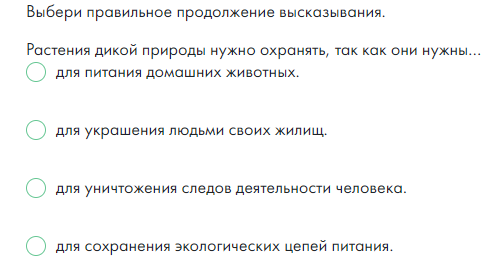 Выбери правильное продолжение высказывания.
Растения дикой природы нужно охранять, так как они нужны...
для питания домашних животных.
для украшения людьми своих жилищ.
для уничтожения следов деятельности человека.
для сохранения экологических цепей питания.